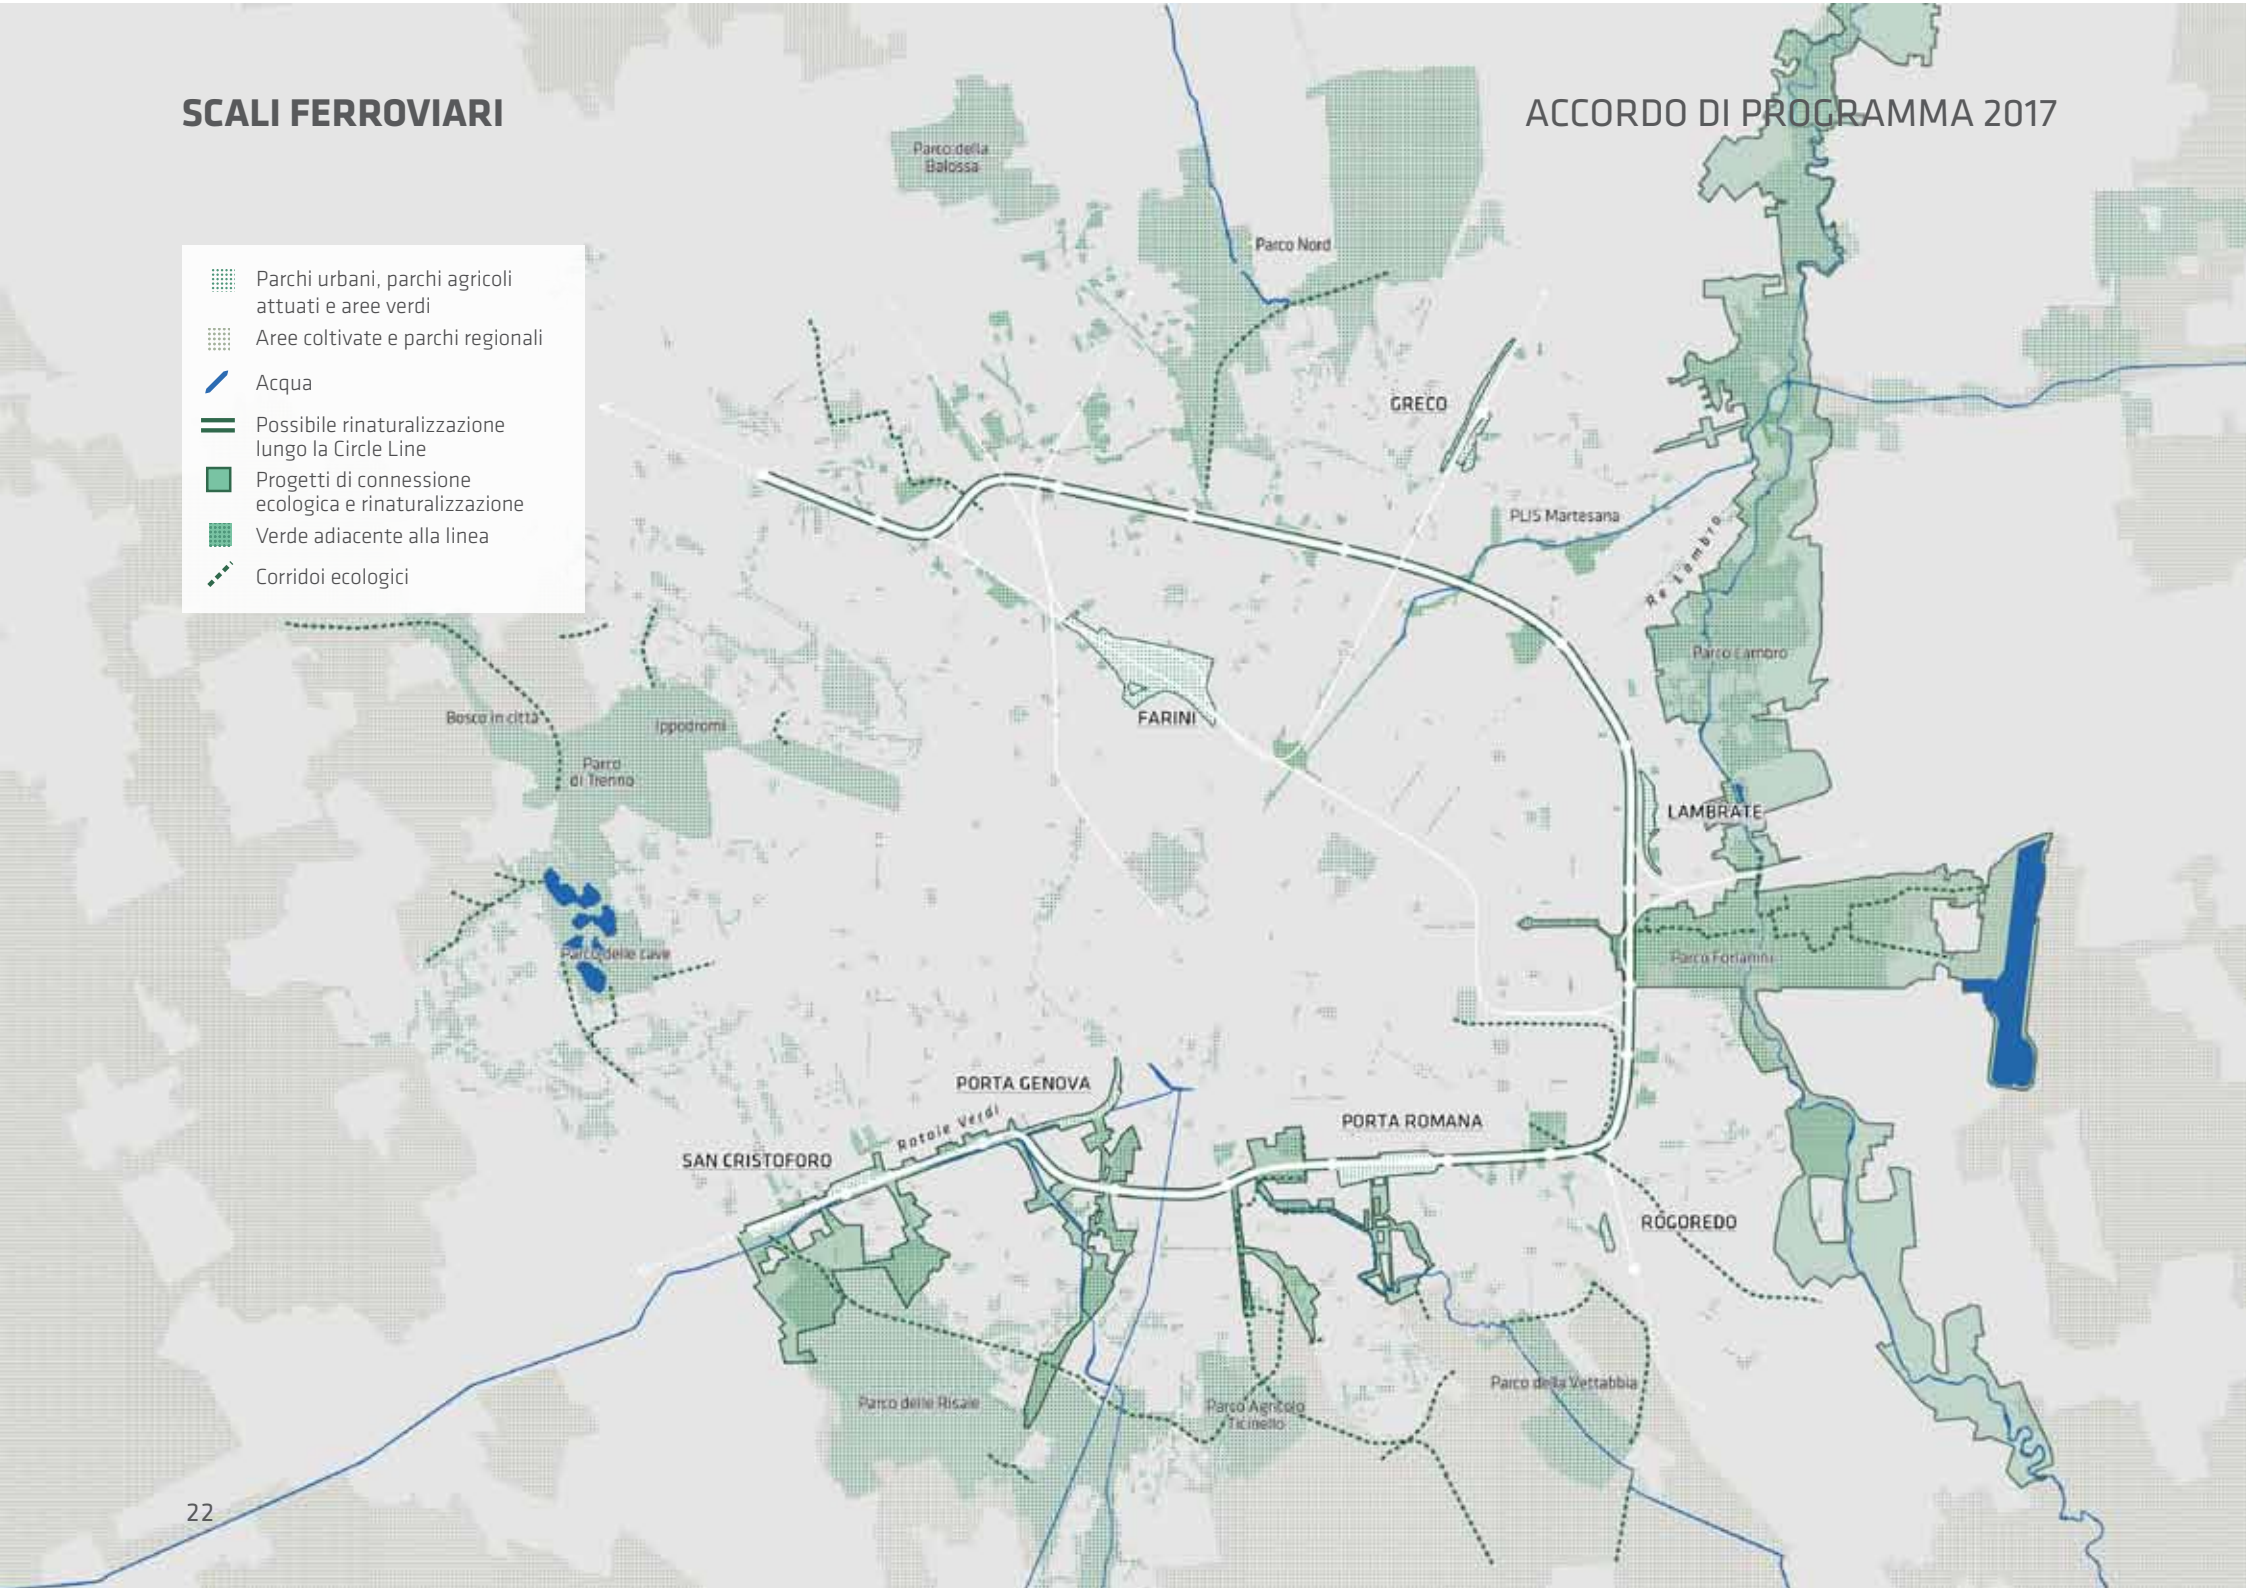 SCALI FERROVIARI
ACCORDO DI PROGRAMMA 2017
Parchi urbani, parchi agricoli
attuati e aree verdi
Aree coltivate e parchi regionali
Acqua
Possibile rinaturalizzazione
lungo la Circle Line
Progetti di connessione
ecologica e rinaturalizzazione
Verde adiacente alla linea
Corridoi ecologici
Parco della
Balossa
Parco Nord
GRECO
PLIS Martesana
Re Lambro
Parco Lambro
Bosco in città
Ippodromi
FARINI
Parco
di Trenno
LAMBRATE
Parco delle cave
Parco Forlanini
PORTA GENOVA
Rotaie Verdi
PORTA ROMANA
SAN CRISTOFORO
ROGOREDO
Parco delle Risaie
Parco Agricolo
Ticinello
Parco della Vettabbia
22